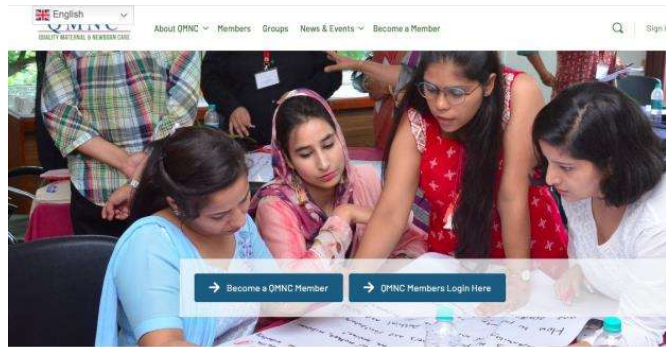 English
QMNC
QUALITY MATERNAL & NEWBORN CARE
About QMNC Members Groups News & Events Become a Member
Sign
→ Become a QMNC Member → QMNC Members Login Here